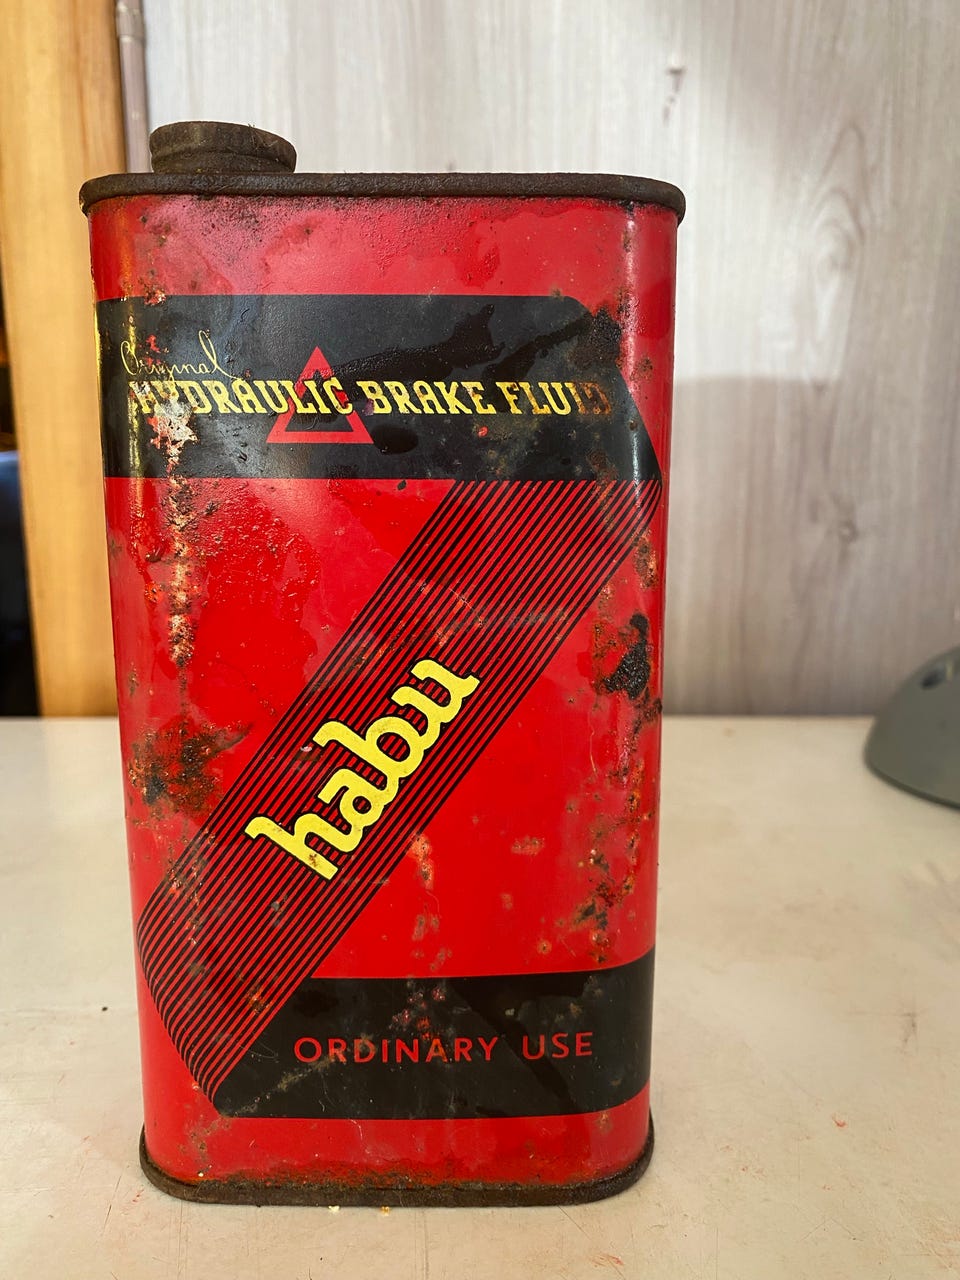 Original
HYDRAULIC BRAKE FLUID
habu
ORDINARY USE